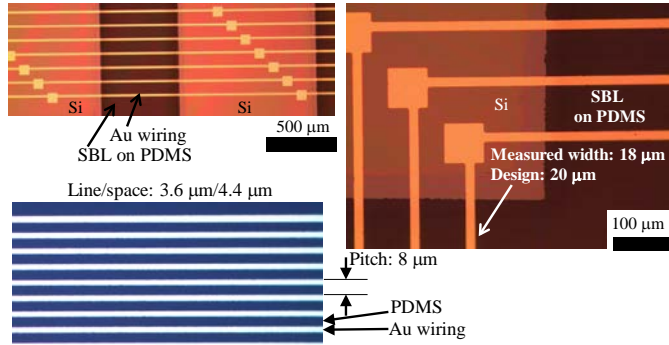 Si
Si
Au wiring
SBL on PDMS
500 μm
Si
SBL
on PDMS
Measured width: 18 μm
Design: 20 μm
100 μm
Line/space: 3.6 μm/4.4 μm
Pitch: 8 μm
PDMS
Au wiring